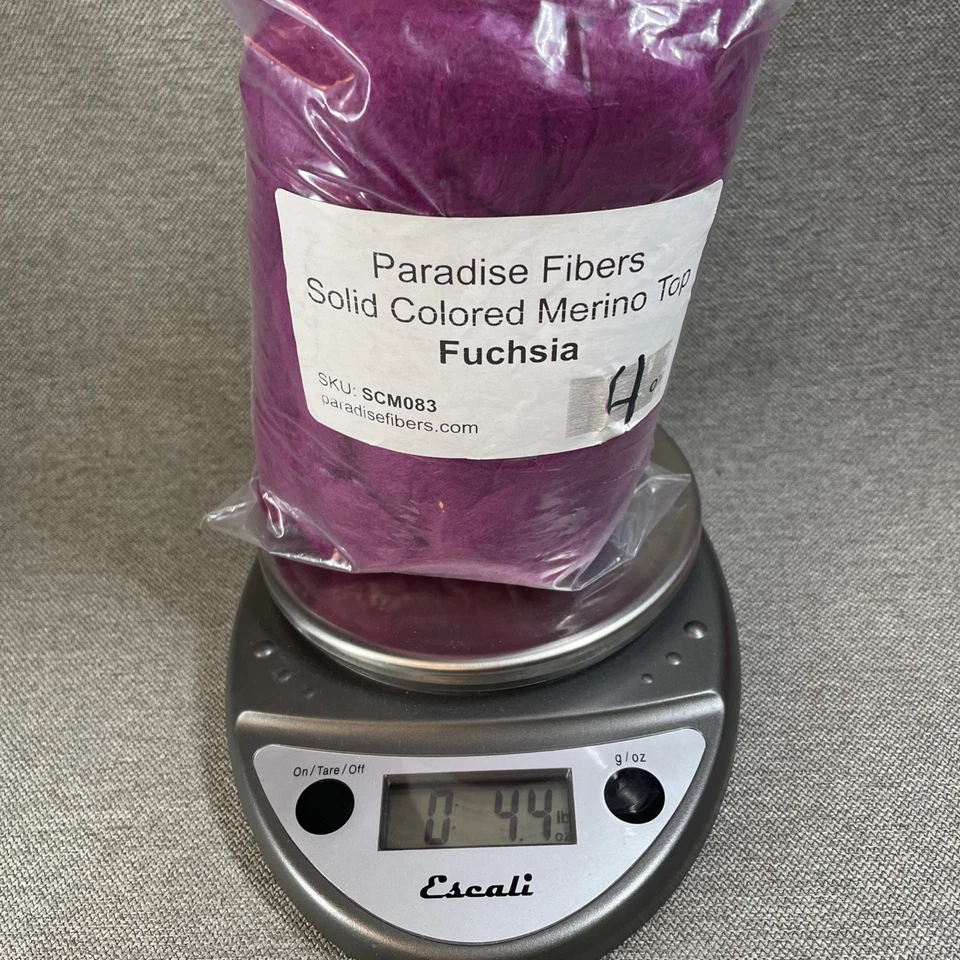 Paradise Fibers
Solid Colored Merino Top
Fuchsia
4 o
SKU: SCM083
paradisefibers.com
On / Tare / Off
g / oz
0: 4.4 lb oz
Escali